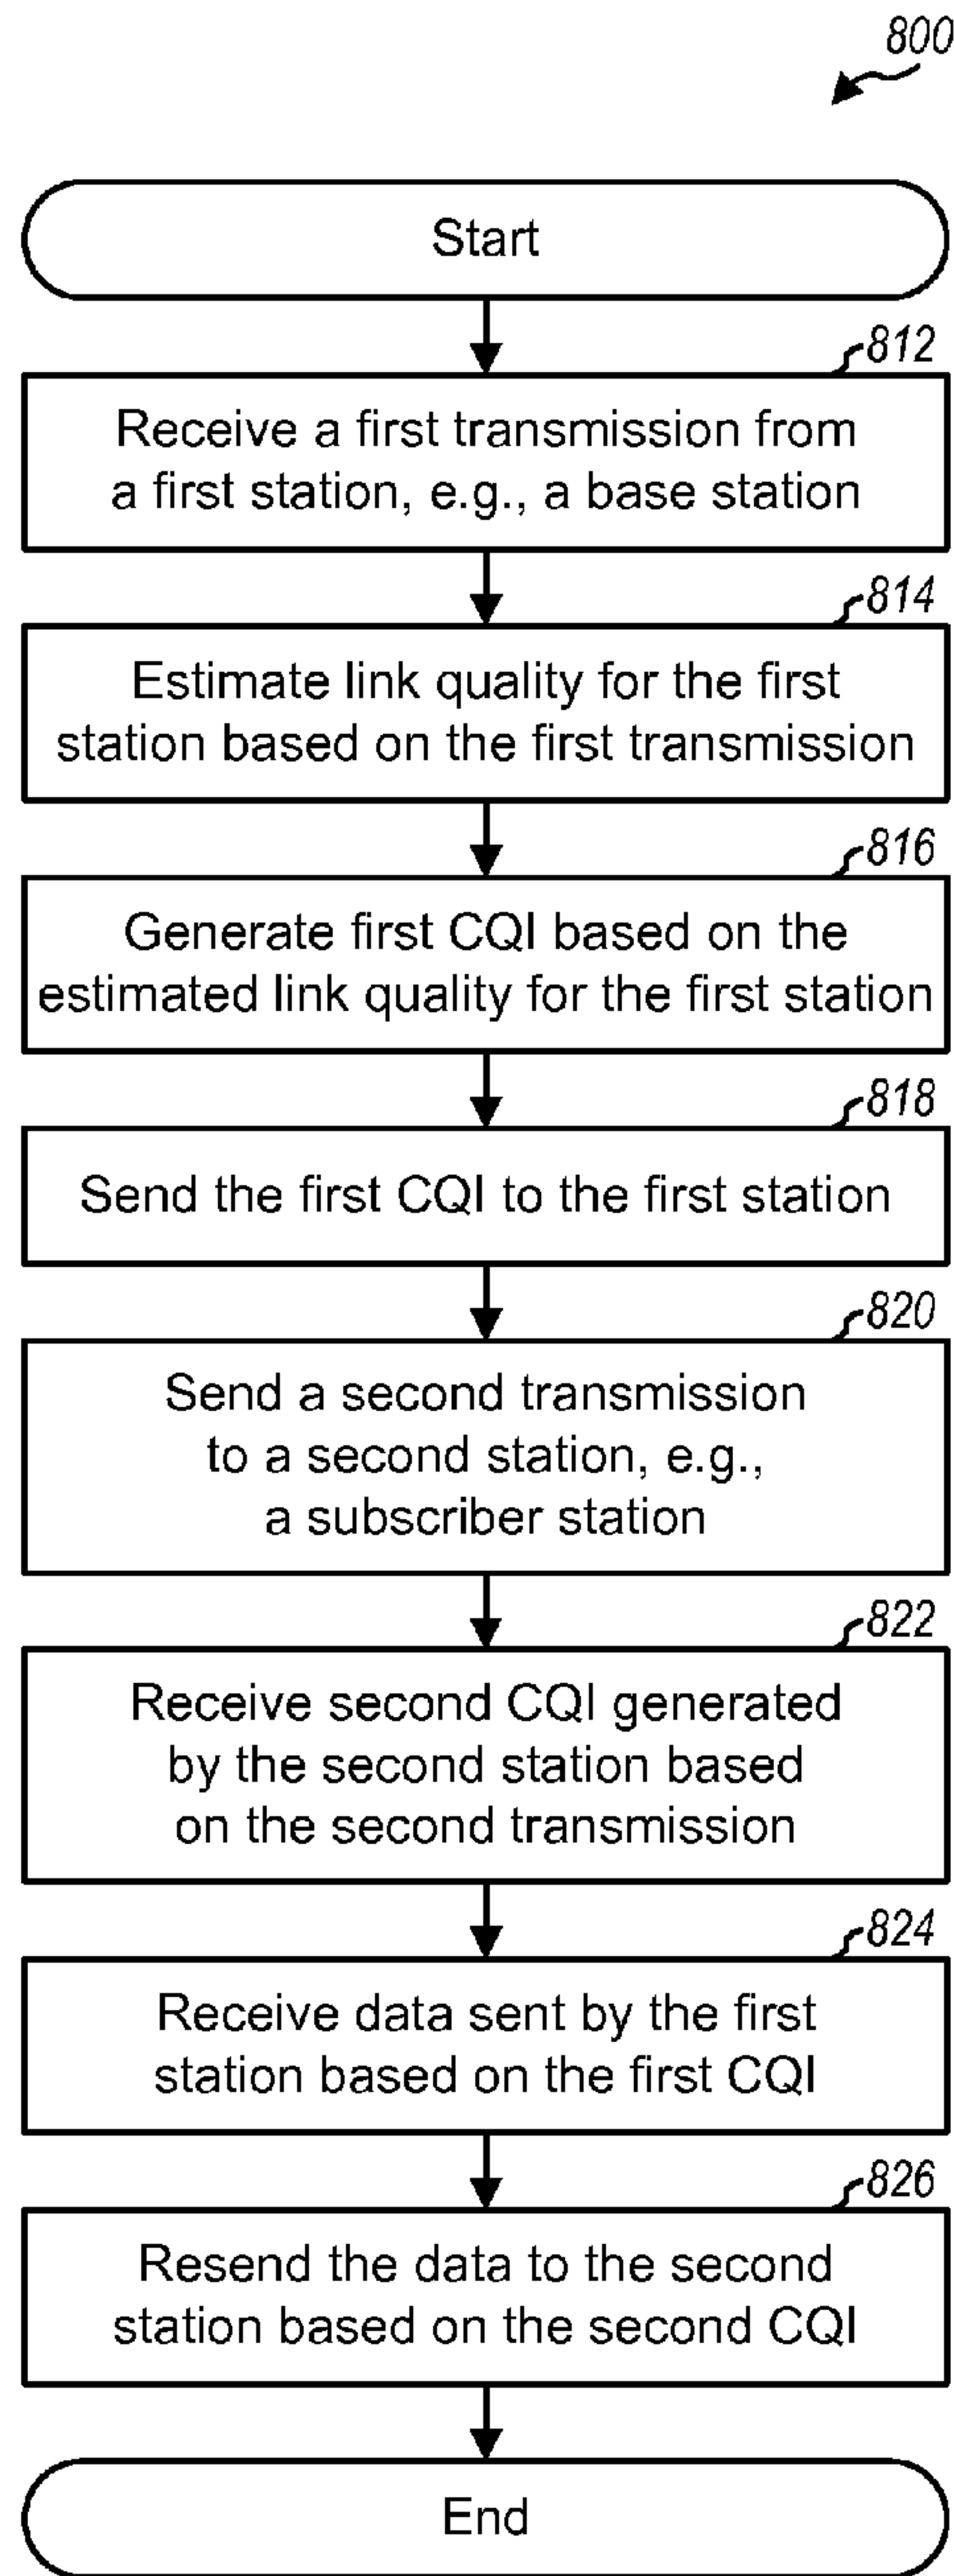 800
Start
812
Receive a first transmission from
a first station, e.g., a base station
814
Estimate link quality for the first
station based on the first transmission
816
Generate first CQI based on the
estimated link quality for the first station
818
Send the first CQI to the first station
820
Send a second transmission
to a second station, e.g.,
a subscriber station
822
Receive second CQI generated
by the second station based
on the second transmission
824
Receive data sent by the first
station based on the first CQI
826
Resend the data to the second
station based on the second CQI
End